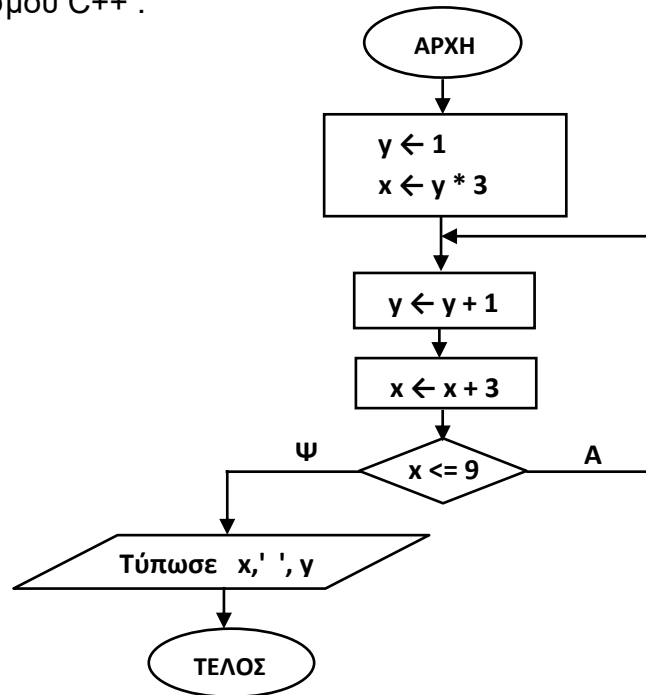 σμού C++ .
ΑΡΧΗ
y ← 1
x ← y * 3
y ← y + 1
x ← x + 3
Ψ
x <= 9
Α
Τύπωσε x,' ', y
ΤΕΛΟΣ